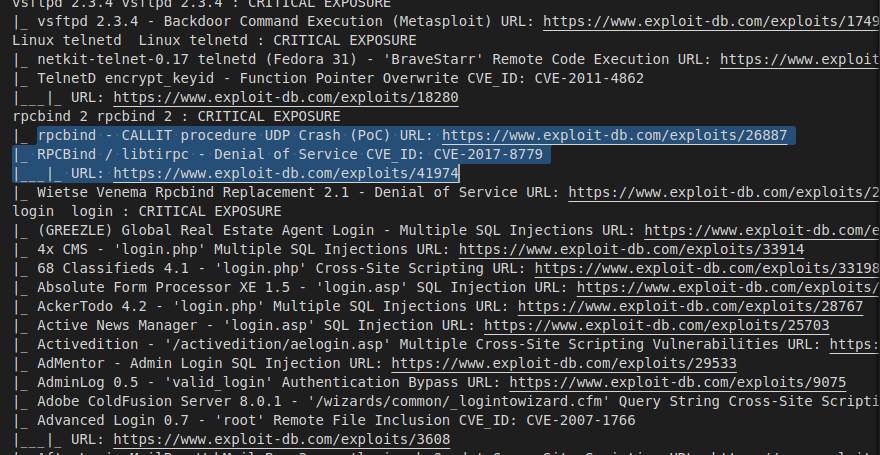 vsftpd 2.3.4 vsftpd 2.3.4 : CRITICAL EXPOSURE
|_ vsftpd 2.3.4 - Backdoor Command Execution (Metasploit) URL: https://www.exploit-db.com/exploits/1749
Linux telnetd  Linux telnetd : CRITICAL EXPOSURE
|_ netkit-telnet-0.17 telnetd (Fedora 31) - 'BraveStarr' Remote Code Execution URL: https://www.exploit
|_ TelnetD encrypt_keyid - Function Pointer Overwrite CVE_ID: CVE-2011-4862
|___|_ URL: https://www.exploit-db.com/exploits/18280
rpcbind 2 rpcbind 2 : CRITICAL EXPOSURE
|_ rpcbind - CALLIT procedure UDP Crash (PoC) URL: https://www.exploit-db.com/exploits/26887
|_ RPCBind / libtirpc - Denial of Service CVE_ID: CVE-2017-8779
|___|_ URL: https://www.exploit-db.com/exploits/41974
|_ Wietse Venema Rpcbind Replacement 2.1 - Denial of Service URL: https://www.exploit-db.com/exploits/2
login  login : CRITICAL EXPOSURE
|_ (GREEZLE) Global Real Estate Agent Login - Multiple SQL Injections URL: https://www.exploit-db.com/e
|_ 4x CMS - 'login.php' Multiple SQL Injections URL: https://www.exploit-db.com/exploits/33914
|_ 68 Classifieds 4.1 - 'login.php' Cross-Site Scripting URL: https://www.exploit-db.com/exploits/33198
|_ Absolute Form Processor XE 1.5 - 'login.asp' SQL Injection URL: https://www.exploit-db.com/exploits/
|_ AckerTodo 4.2 - 'login.php' Multiple SQL Injections URL: https://www.exploit-db.com/exploits/28767
|_ Active News Manager - 'login.asp' SQL Injection URL: https://www.exploit-db.com/exploits/25703
|_ Activedition - '/activedition/aelogin.asp' Multiple Cross-Site Scripting Vulnerabilities URL: https:
|_ AdMentor - Admin Login SQL Injection URL: https://www.exploit-db.com/exploits/29533
|_ AdminLog 0.5 - 'valid_login' Authentication Bypass URL: https://www.exploit-db.com/exploits/9075
|_ Adobe ColdFusion Server 8.0.1 - '/wizards/common/_logintowizard.cfm' Query String Cross-Site Scripti
|_ Advanced Login 0.7 - 'root' Remote File Inclusion CVE_ID: CVE-2007-1766
|___|_ URL: https://www.exploit-db.com/exploits/3608